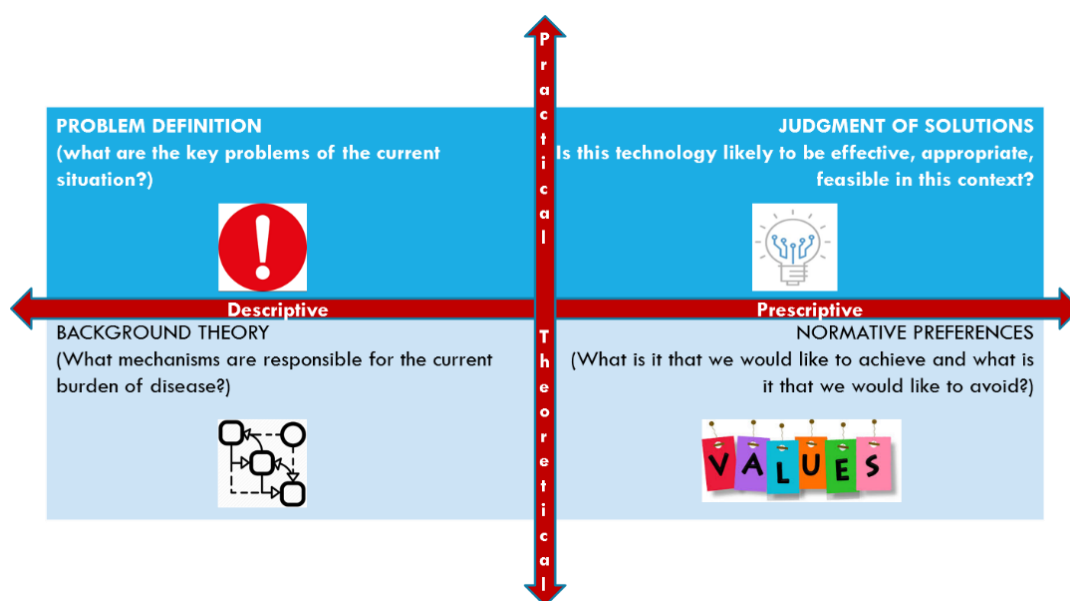 Practical
PROBLEM DEFINITION
(what are the key problems of the current
situation?)
JUDGMENT OF SOLUTIONS
Is this technology likely to be effective, appropriate,
feasible in this context?
Descriptive
Prescriptive
Theoretical
BACKGROUND THEORY
(What mechanisms are responsible for the current
burden of disease?)
NORMATIVE PREFERENCES
(What is it that we would like to achieve and what is
it that we would like to avoid?)
VALUES